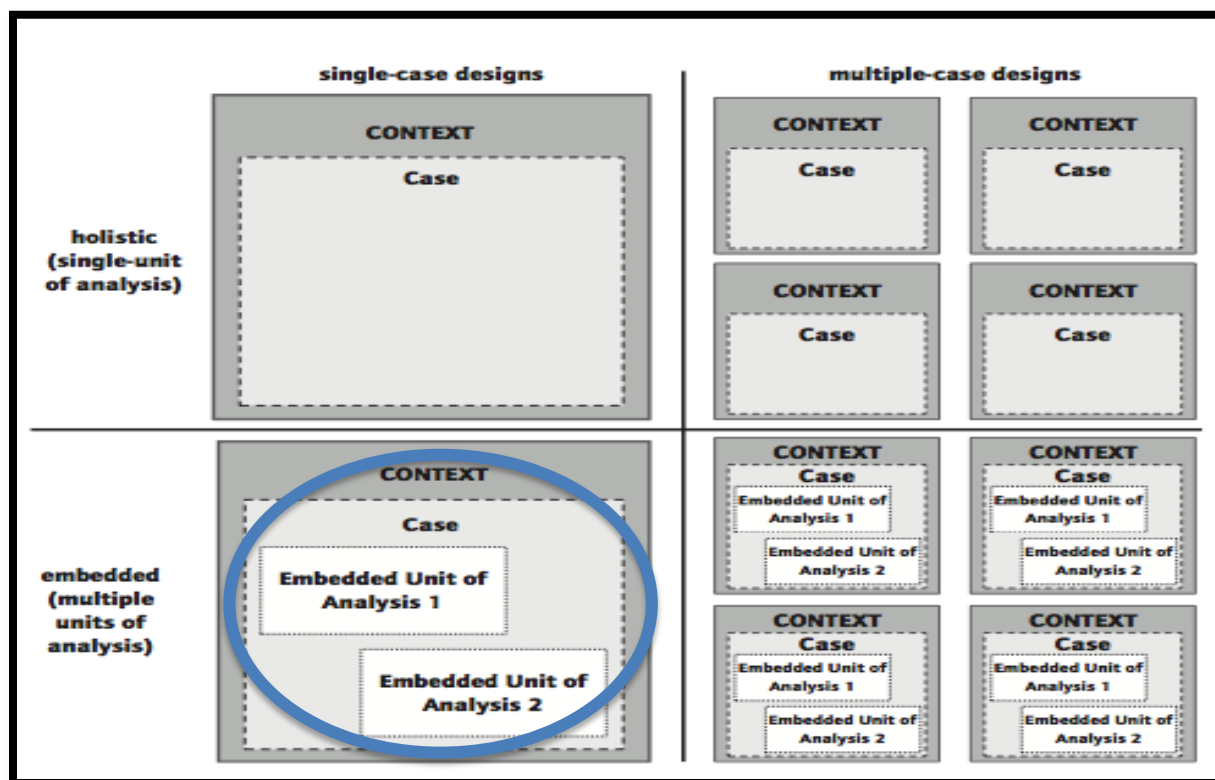 single-case designs
multiple-case designs
holistic
(single-unit
of analysis)
CONTEXT
Case
CONTEXT
Case
CONTEXT
Case
CONTEXT
Case
CONTEXT
Case
embedded
(multiple
units of
analysis)
CONTEXT
Case
Embedded Unit of
Analysis 1
Embedded Unit of
Analysis 2
CONTEXT
Case
Embedded Unit of
Analysis 1
Embedded Unit of
Analysis 2
CONTEXT
Case
Embedded Unit of
Analysis 1
Embedded Unit of
Analysis 2
CONTEXT
Case
Embedded Unit of
Analysis 1
Embedded Unit of
Analysis 2
CONTEXT
Case
Embedded Unit of
Analysis 1
Embedded Unit of
Analysis 2